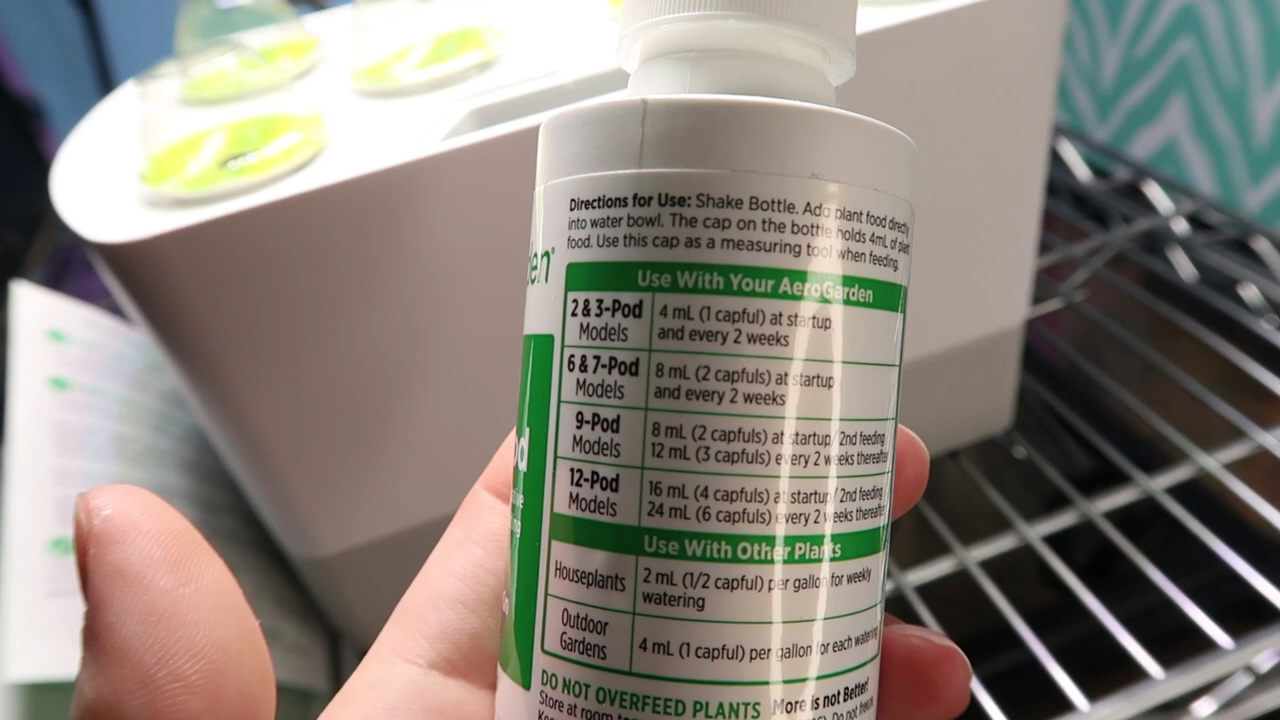 Directions for Use: Shake Bottle. Add plant food directly
into water bowl. The cap on the bottle holds 4mL of plant
food. Use this cap as a measuring tool when feeding.
Use With Your AeroGarden
2 & 3-Pod
Models
4 mL (1 capful) at startup
and every 2 weeks
6 & 7-Pod
Models
8 mL (2 capfuls) at startup
and every 2 weeks
9-Pod
Models
8 mL (2 capfuls) at startup/ 2nd feeding
12 mL (3 capfuls) every 2 weeks thereafter
12-Pod
Models
16 mL (4 capfuls) at startup/ 2nd feeding
24 mL (6 capfuls) every 2 weeks thereafter
Use With Other Plants
Houseplants
2 mL (1/2 capful) per gallon for weekly
watering
Outdoor
Gardens
4 mL (1 capful) per gallon for each watering
DO NOT OVERFEED PLANTS More is not Better!
Store at room Do not freeze